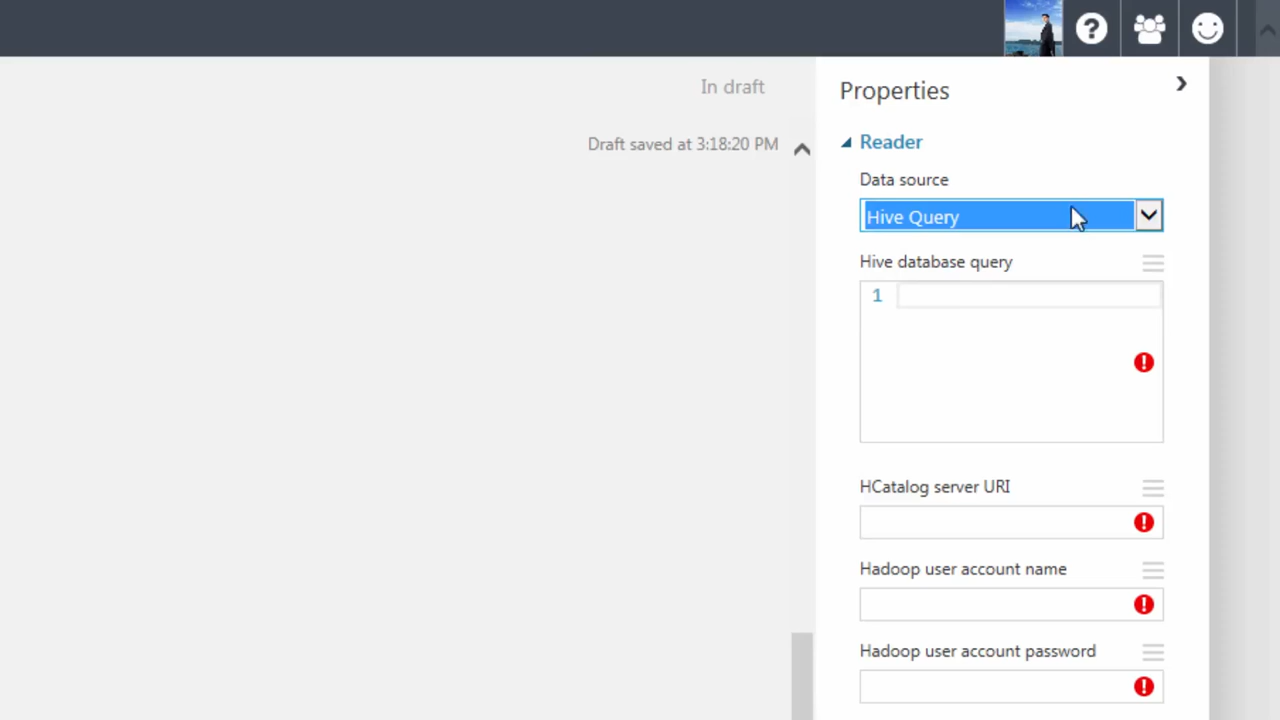 In draft
Draft saved at 3:18:20 PM
Properties
Reader
Data source
Hive Query
Hive database query
1
HCatalog server URI
Hadoop user account name
Hadoop user account password